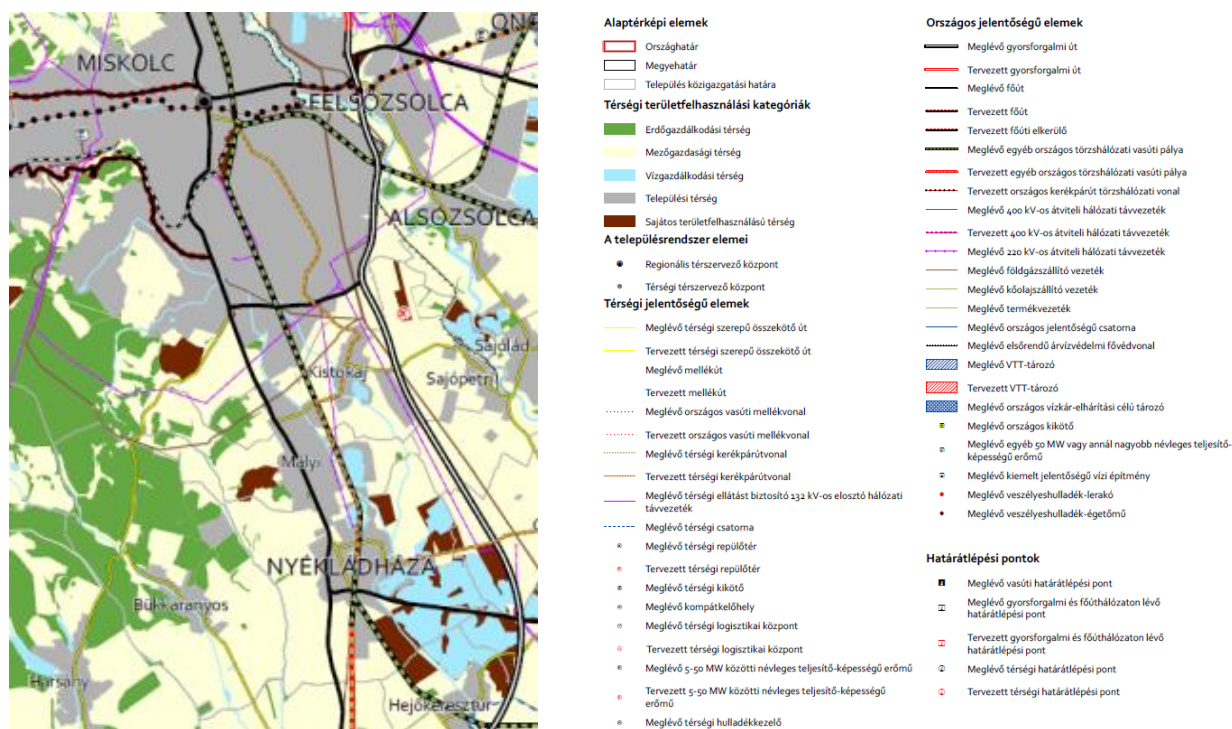 MISKOLC
FELSŐZSOLCA
ALSÓZSOLCA
Sajólád
Sajópetri
Kistokaj
Mályi
NYÉKLÁDHÁZA
Bükkaranyos
Harsány
Hejőkeresztúr
Alaptérképi elemek
Országhatár
Megyehatár
Település közigazgatási határa
Térségi területfelhasználási kategóriák
Erdőgazdálkodási térség
Mezőgazdasági térség
Vízgazdálkodási térség
Települési térség
Sajátos területfelhasználású térség
A településrendszer elemei
Regionális térszervező központ
Térségi térszervező központ
Térségi jelentőségű elemek
Meglévő térségi szerepű összekötő út
Tervezett térségi szerepű összekötő út
Meglévő mellékút
Tervezett mellékút
Meglévő országos vasúti mellékvonal
Tervezett országos vasúti mellékvonal
Meglévő térségi kerékpárútvonal
Tervezett térségi kerékpárútvonal
Meglévő térségi ellátást biztosító 132 kV-os elosztó hálózati
távvezeték
Meglévő térségi csatorna
Meglévő térségi repülőtér
Tervezett térségi repülőtér
Meglévő térségi kikötő
Meglévő kompátkelőhely
Meglévő térségi logisztikai központ
Tervezett térségi logisztikai központ
Meglévő 5-50 MW közötti névleges teljesítő-képességű erőmű
Tervezett 5-50 MW közötti névleges teljesítő-képességű
erőmű
Meglévő térségi hulladékkezelő
Országos jelentőségű elemek
Meglévő gyorsforgalmi út
Tervezett gyorsforgalmi út
Meglévő főút
Tervezett főút
Tervezett főúti elkerülő
Meglévő egyéb országos törzshálózati vasúti pálya
Tervezett egyéb országos törzshálózati vasúti pálya
Tervezett országos kerékpárút törzshálózati vonal
Meglévő 400 kV-os átviteli hálózati távvezeték
Tervezett 400 kV-os átviteli hálózati távvezeték
Meglévő 220 kV-os átviteli hálózati távvezeték
Meglévő földgázszállító vezeték
Meglévő kőolajszállító vezeték
Meglévő termékvezeték
Meglévő országos jelentőségű csatorna
Meglévő elsőrendű árvízvédelmi fővédvonal
Meglévő VTT-tározó
Tervezett VTT-tározó
Meglévő országos vízkár-elhárítási célú tározó
Meglévő országos kikötő
Meglévő egyéb 50 MW vagy annál nagyobb névleges teljesítő-
képességű erőmű
Meglévő kiemelt jelentőségű vízi építmény
Meglévő veszélyeshulladék-lerakó
Meglévő veszélyeshulladék-égetőmű
Határátlépési pontok
Meglévő vasúti határátlépési pont
Meglévő gyorsforgalmi és főúthálózaton lévő
határátlépési pont
Tervezett gyorsforgalmi és főúthálózaton lévő
határátlépési pont
Meglévő térségi határátlépési pont
Tervezett térségi határátlépési pont